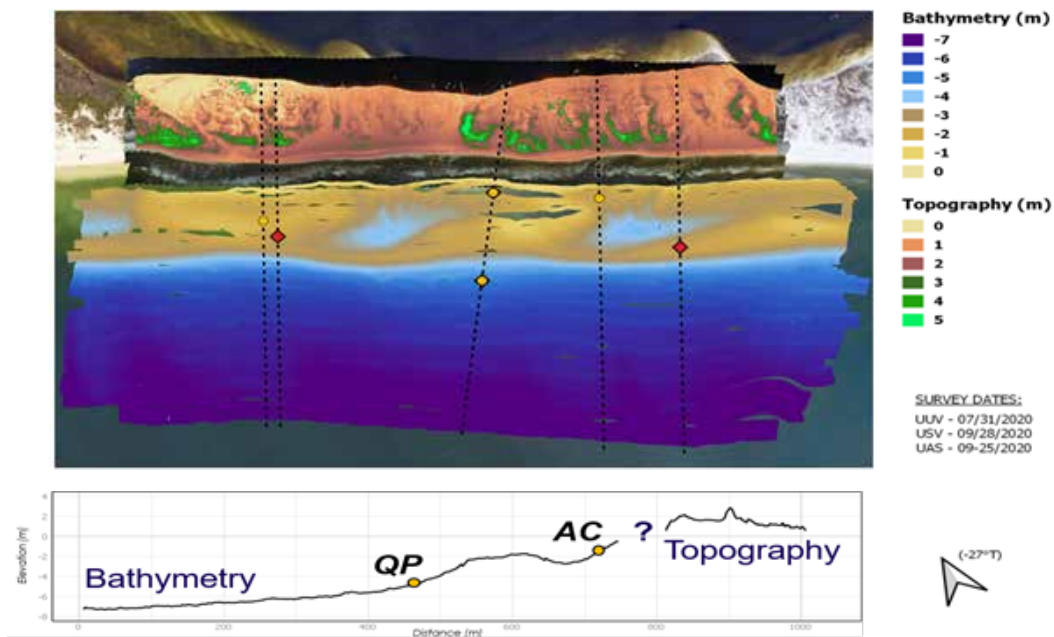 Bathymetry (m)
-7
-6
-5
-4
-3
-2
-1
0
Topography (m)
0
1
2
3
4
5
SURVEY DATES:
UUV - 07/31/2020
USV - 09/28/2020
UAS - 09-25/2020
4
2
0
-2
-4
-6
-8
Elevation (m)
Bathymetry
QP
AC
?
Topography
0
200
400
600
800
1000
Distance (m)
(-27°T)